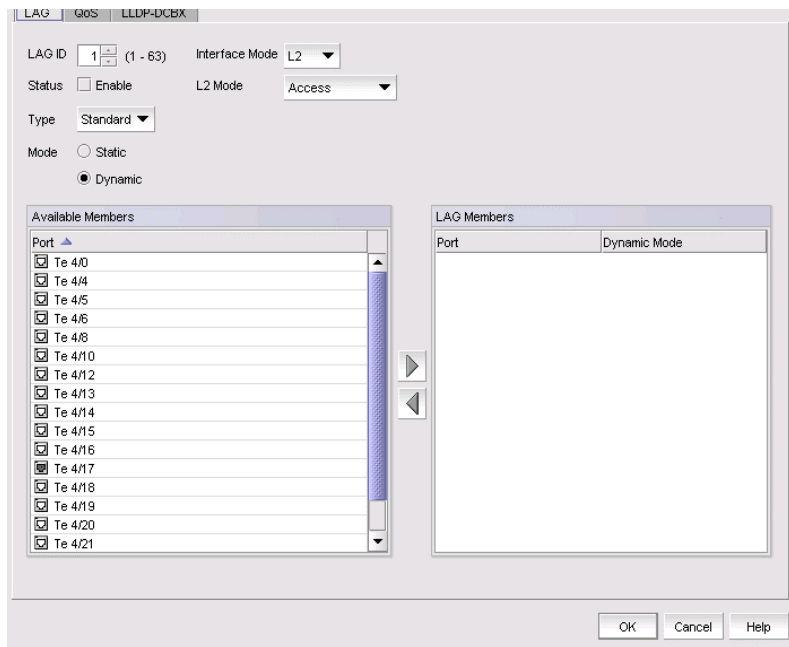 LAG QoS LLDP-DCBX
LAG ID 1 (1 - 63) Interface Mode L2
Status Enable L2 Mode Access
Type Standard
Mode Static
Dynamic
Available Members
Port
Te 4/0
Te 4/4
Te 4/5
Te 4/6
Te 4/8
Te 4/10
Te 4/12
Te 4/13
Te 4/14
Te 4/15
Te 4/16
Te 4/17
Te 4/18
Te 4/19
Te 4/20
Te 4/21
LAG Members
Port Dynamic Mode
OK Cancel Help